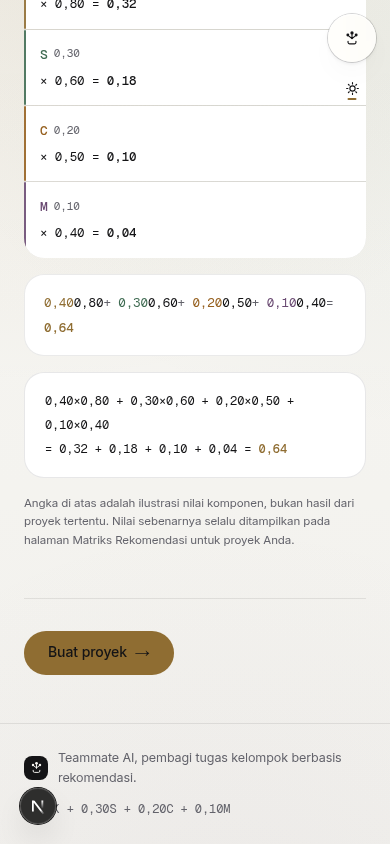 × 0,80 = 0,32
S 0,30
× 0,60 = 0,18
C 0,20
× 0,50 = 0,10
M 0,10
× 0,40 = 0,04
0,400,80+ 0,300,60+ 0,200,50+ 0,100,40=
0,64
0,40×0,80 + 0,30×0,60 + 0,20×0,50 +
0,10×0,40
= 0,32 + 0,18 + 0,10 + 0,04 = 0,64
Angka di atas adalah ilustrasi nilai komponen, bukan hasil dari
proyek tertentu. Nilai sebenarnya selalu ditampilkan pada
halaman Matriks Rekomendasi untuk proyek Anda.
Buat proyek →
Teammate AI, pembagi tugas kelompok berbasis
rekomendasi.
N
+ 0,30S + 0,20C + 0,10M